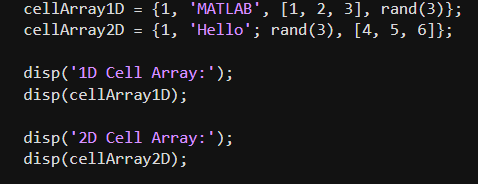 cellArray1D = {1, 'MATLAB', [1, 2, 3], rand(3)};
cellArray2D = {1, 'Hello'; rand(3), [4, 5, 6]};
disp('1D Cell Array:');
disp(cellArray1D);
disp('2D Cell Array:');
disp(cellArray2D);